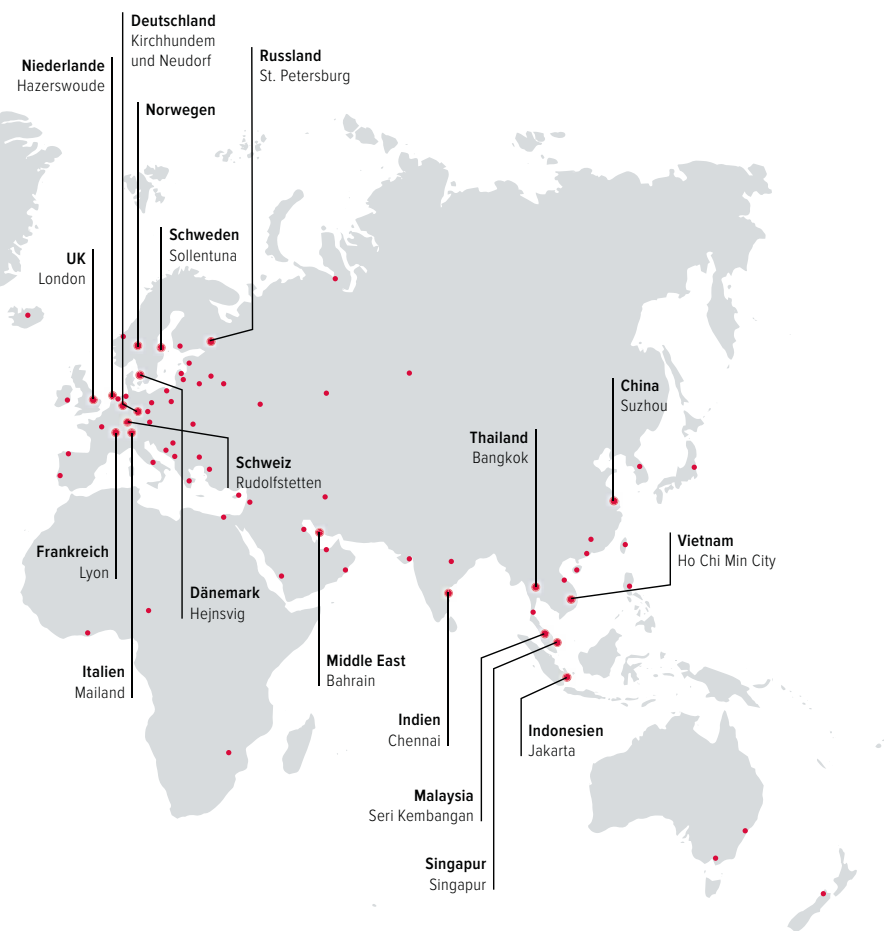 Deutschland
Kirchhundem
und Neudorf
Niederlande
Hazerswoude
Russland
St. Petersburg
Norwegen
Schweden
Sollentuna
UK
London
China
Suzhou
Thailand
Bangkok
Schweiz
Rudolfstetten
Vietnam
Ho Chi Min City
Frankreich
Lyon
Dänemark
Hejnsvig
Italien
Mailand
Middle East
Bahrain
Indien
Chennai
Indonesien
Jakarta
Malaysia
Seri Kembangan
Singapur
Singapur